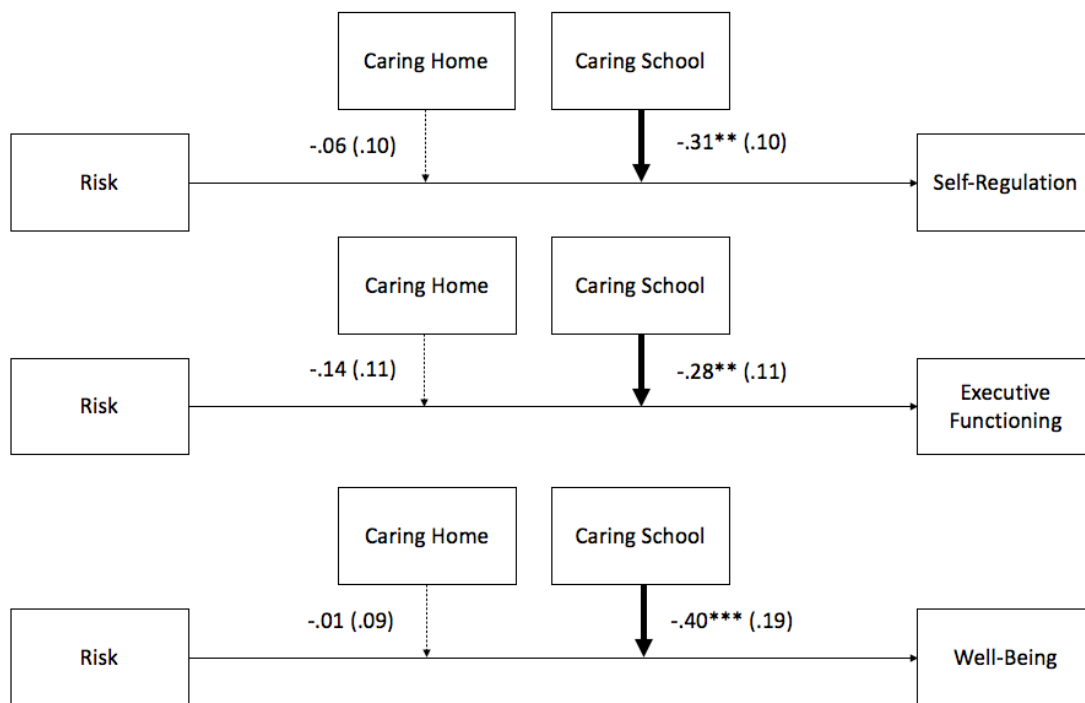 Caring Home
Caring School
-.06 (.10)
-.31** (.10)
Risk
Self-Regulation
Caring Home
Caring School
-.14 (.11)
-.28** (.11)
Risk
Executive
Functioning
Caring Home
Caring School
-.01 (.09)
-.40*** (.19)
Risk
Well-Being